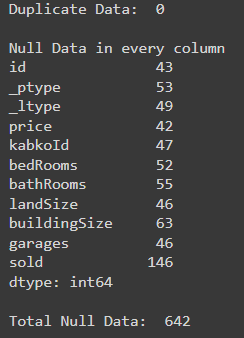 Duplicate Data:  0
Null Data in every column
id               43
_ptype           53
_ltype           49
price            42
kabkoId          47
bedRooms         52
bathRooms        55
landSize         46
buildingSize     63
garages          46
sold            146
dtype: int64
Total Null Data:  642